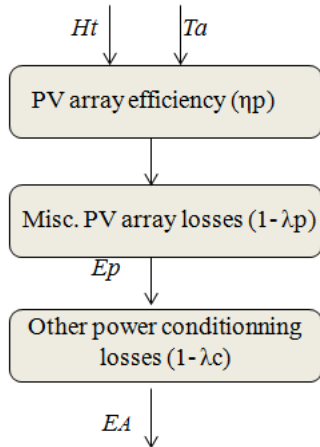 Ht Ta
PV array efficiency (ηp)
Misc. PV array losses (1- λp)
Ep
Other power conditionning
losses (1- λc)
EA